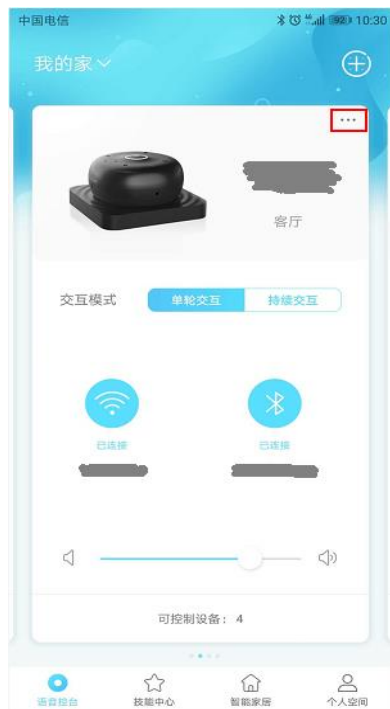 中国电信 46 92 10:30
我的家
客厅
交互模式 单轮交互 持续交互
已连接 已连接
可控制设备：4
语音控台 技能中心 智能家居 个人空间